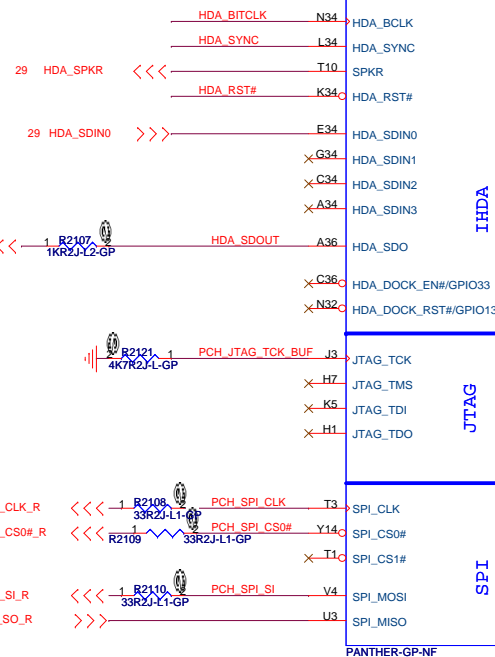 HDA_BITCLK N34 HDA_BCLK
HDA_SYNC L34 HDA_SYNC
29 HDA_SPKR T10 SPKR
HDA_RST# K34 HDA_RST#
29 HDA_SDIN0 E34 HDA_SDIN0
G34 HDA_SDIN1
C34 HDA_SDIN2
A34 HDA_SDIN3
IHDA
1 R2107 2 HDA_SDOUT A36 HDA_SDO
1KR2J-L2-GP
C36 HDA_DOCK_EN#/GPIO33
N32 HDA_DOCK_RST#/GPIO13
2 R2121 1 PCH_JTAG_TCK_BUF J3 JTAG_TCK
4K7R2J-L-GP
H7 JTAG_TMS
K5 JTAG_TDI
H1 JTAG_TDO
JTAG
_CLK_R 1 R2108 2 PCH_SPI_CLK T3 SPI_CLK
33R2J-L1-GP
_CS0#_R 1 2 PCH_SPI_CS0# Y14 SPI_CS0#
R2109 33R2J-L1-GP
T1 SPI_CS1#
SPI
_SI_R 1 R2110 2 PCH_SPI_SI V4 SPI_MOSI
33R2J-L1-GP
_SO_R U3 SPI_MISO
PANTHER-GP-NF